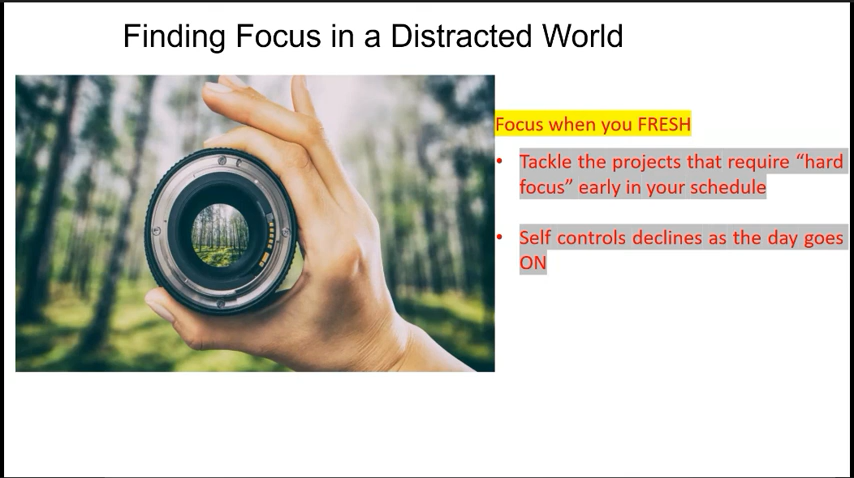 Finding Focus in a Distracted World
Focus when you FRESH
• Tackle the projects that require “hard
focus” early in your schedule
• Self controls declines as the day goes
ON